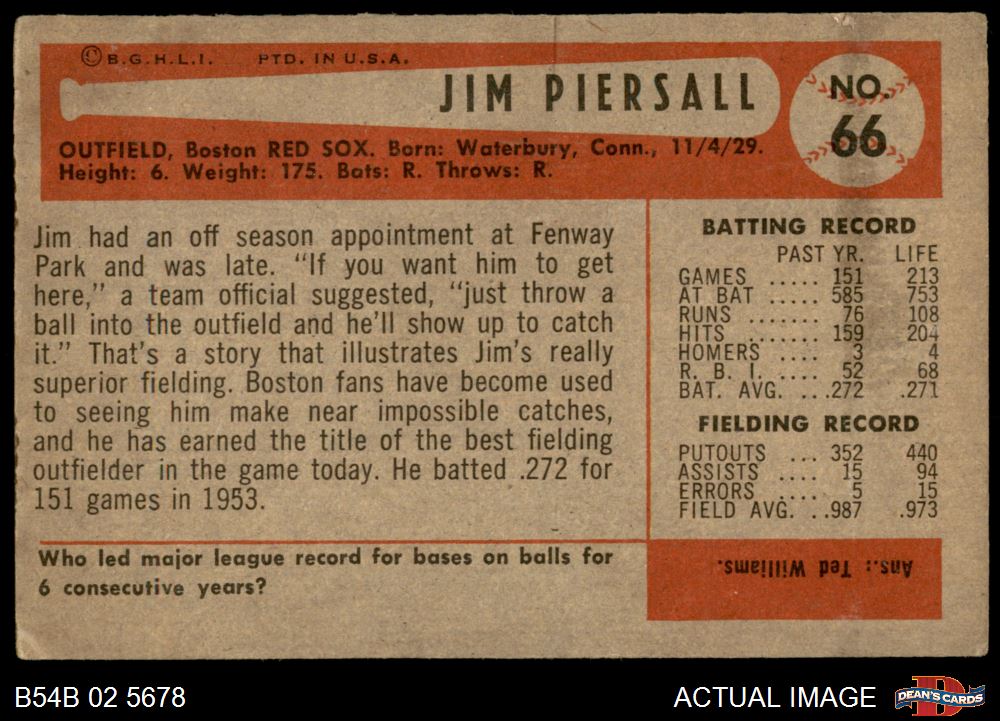 © B.G.H.L.I. PTD. IN U.S.A.
JIM PIERSALL
NO.
66
OUTFIELD, Boston RED SOX. Born: Waterbury, Conn., 11/4/29.
Height: 6. Weight: 175. Bats: R. Throws: R.
Jim had an off season appointment at Fenway
Park and was late. "If you want him to get
here," a team official suggested, "just throw a
ball into the outfield and he'll show up to catch
it." That's a story that illustrates Jim's really
superior fielding. Boston fans have become used
to seeing him make near impossible catches,
and he has earned the title of the best fielding
outfielder in the game today. He batted .272 for
151 games in 1953.
BATTING RECORD
PAST YR. LIFE
GAMES ..... 151 213
AT BAT ..... 585 753
RUNS ....... 76 108
HITS ....... 159 204
HOMERS .... 3 4
R. B. I. .... 52 68
BAT. AVG. ...272 .271
FIELDING RECORD
PUTOUTS ... 352 440
ASSISTS .... 15 94
ERRORS .... 5 15
FIELD AVG. ..987 .973
Who led major league record for bases on balls for
6 consecutive years?
Ans.: Ted Williams.
B54B 02 5678
ACTUAL IMAGE
DEAN'S CARDS